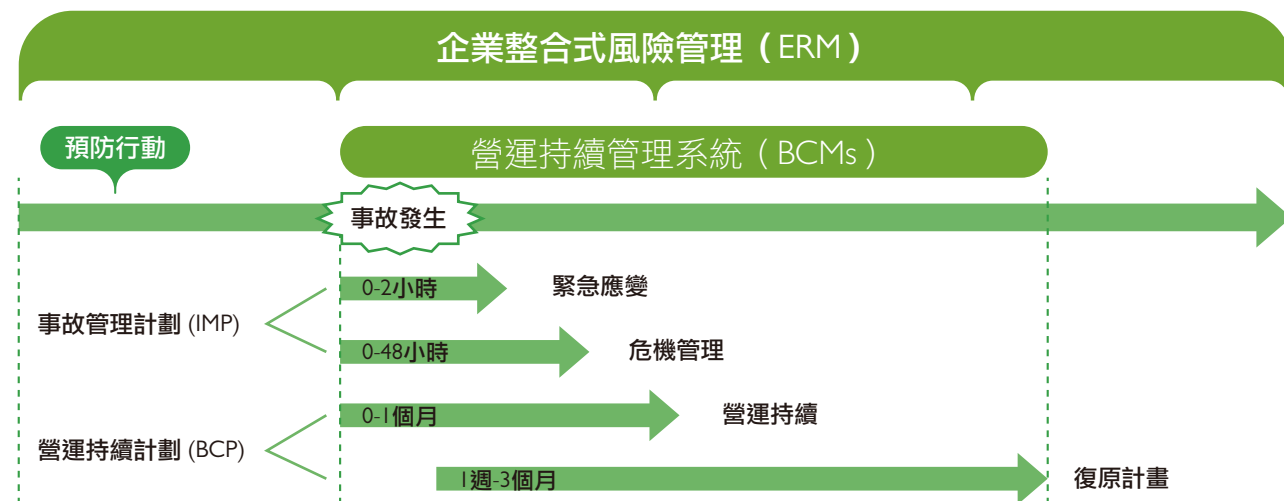 企業整合式風險管理（ERM）
預防行動
營運持續管理系統（BCMs）
事故發生
0-2小時
緊急應變
事故管理計劃 (IMP)
0-48小時
危機管理
0-1個月
營運持續
營運持續計劃 (BCP)
1週-3個月
復原計畫